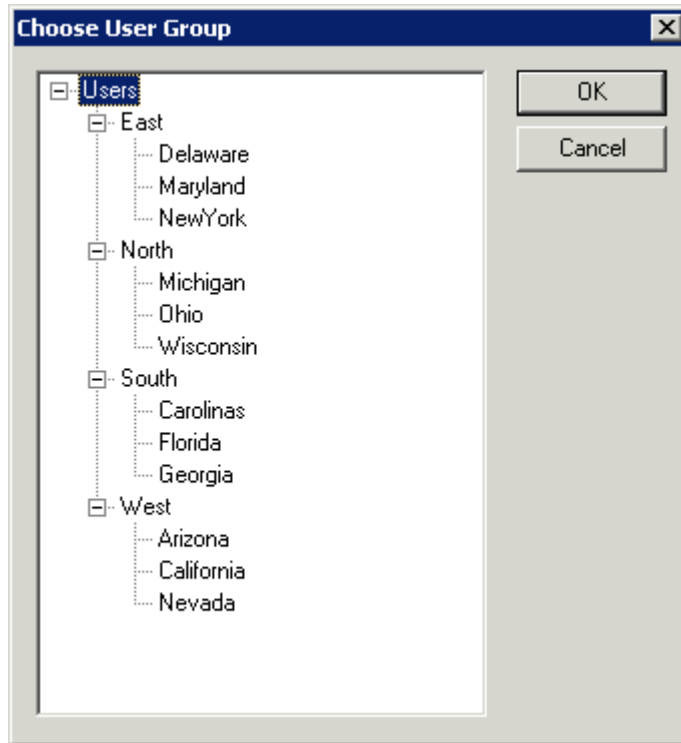 Choose User Group
Users
OK
East
Cancel
Delaware
Maryland
NewYork
North
Michigan
Ohio
Wisconsin
South
Carolinas
Florida
Georgia
West
Arizona
California
Nevada